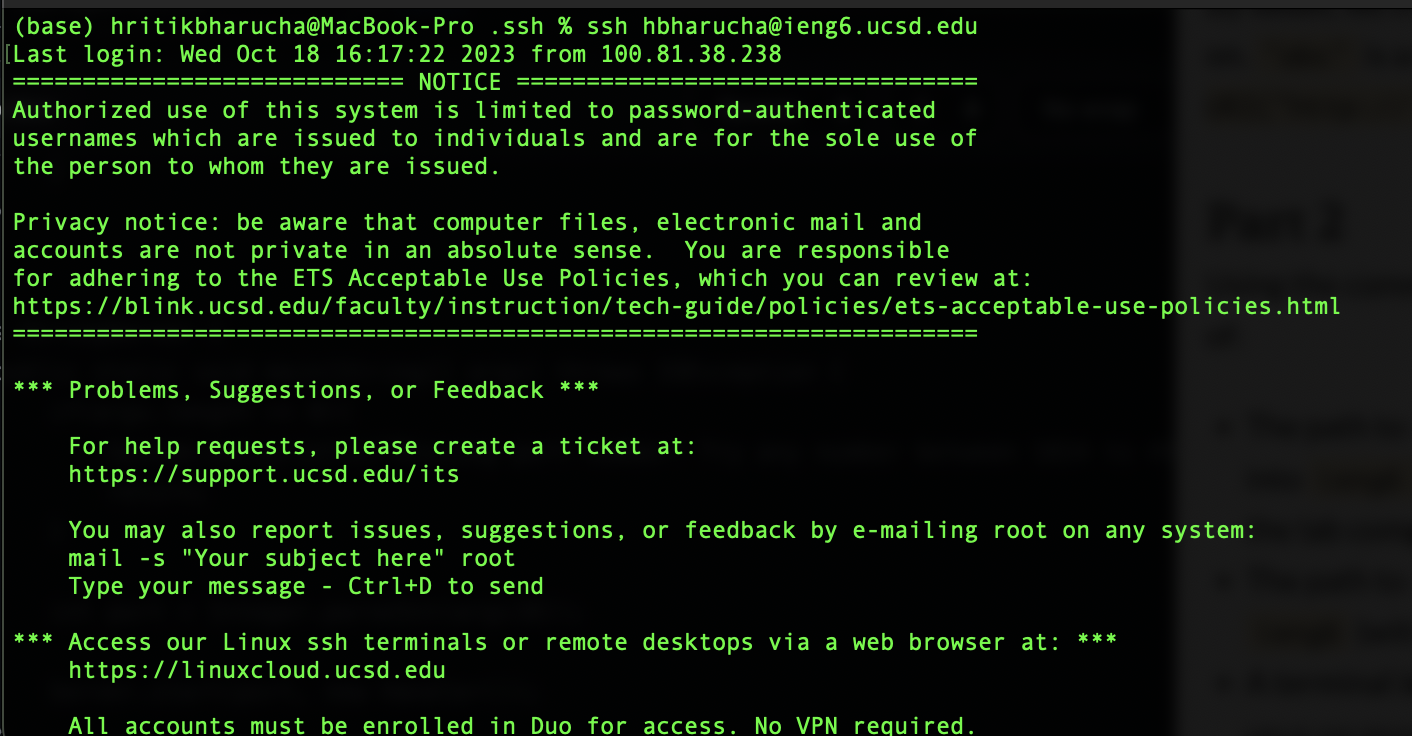 (base) hritikbharucha@MacBook-Pro .ssh % ssh hbharucha@ieng6.ucsd.edu
[Last login: Wed Oct 18 16:17:22 2023 from 100.81.38.238
============================ NOTICE =================================
Authorized use of this system is limited to password-authenticated
usernames which are issued to individuals and are for the sole use of
the person to whom they are issued.

Privacy notice: be aware that computer files, electronic mail and
accounts are not private in an absolute sense.  You are responsible
for adhering to the ETS Acceptable Use Policies, which you can review at:
https://blink.ucsd.edu/faculty/instruction/tech-guide/policies/ets-acceptable-use-policies.html
=====================================================================

*** Problems, Suggestions, or Feedback ***

    For help requests, please create a ticket at:
    https://support.ucsd.edu/its

    You may also report issues, suggestions, or feedback by e-mailing root on any system:
    mail -s "Your subject here" root
    Type your message - Ctrl+D to send

*** Access our Linux ssh terminals or remote desktops via a web browser at: ***
    https://linuxcloud.ucsd.edu

    All accounts must be enrolled in Duo for access. No VPN required.
Part 2